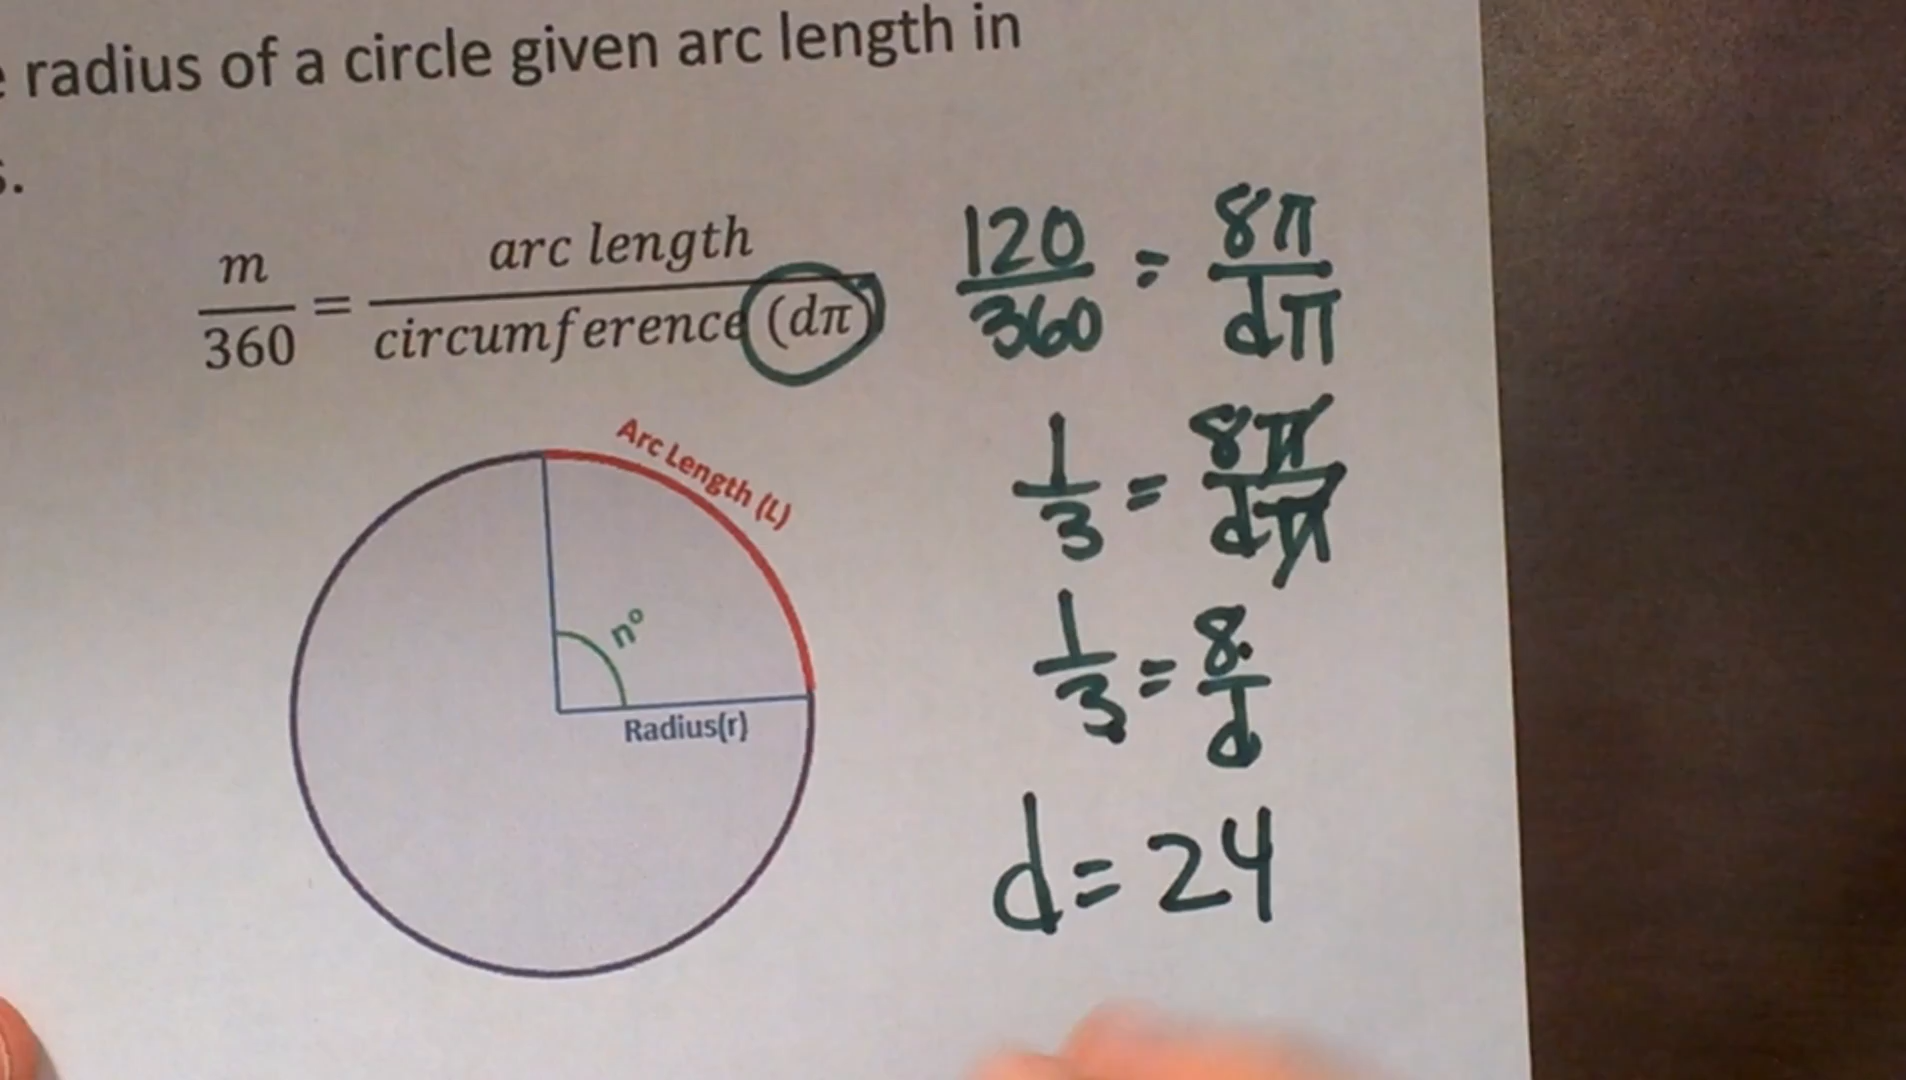 radius of a circle given arc length in
s.
m/360 = arc length/circumference (dπ)
120/360 = 8π/dπ
1/3 = 8π/dπ
1/3 = 8/d
d = 24
Arc Length (L)
n°
Radius(r)